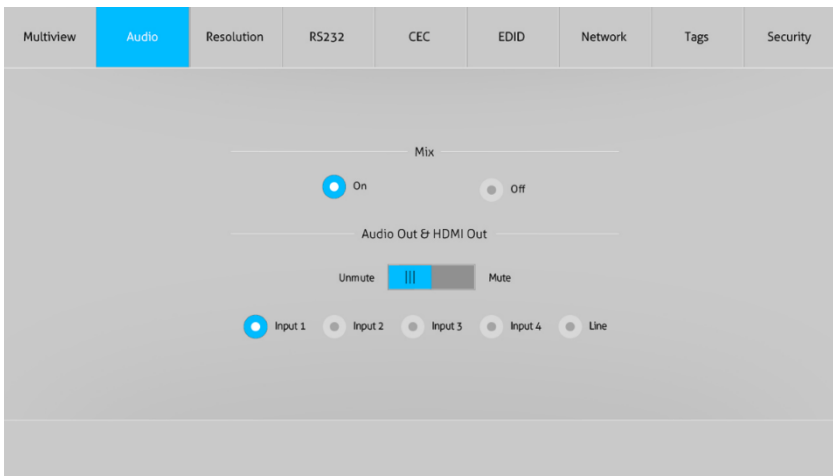 Multiview Audio Resolution RS232 CEC EDID Network Tags Security
Mix
On Off
Audio Out & HDMI Out
Unmute Mute
Input 1 Input 2 Input 3 Input 4 Line